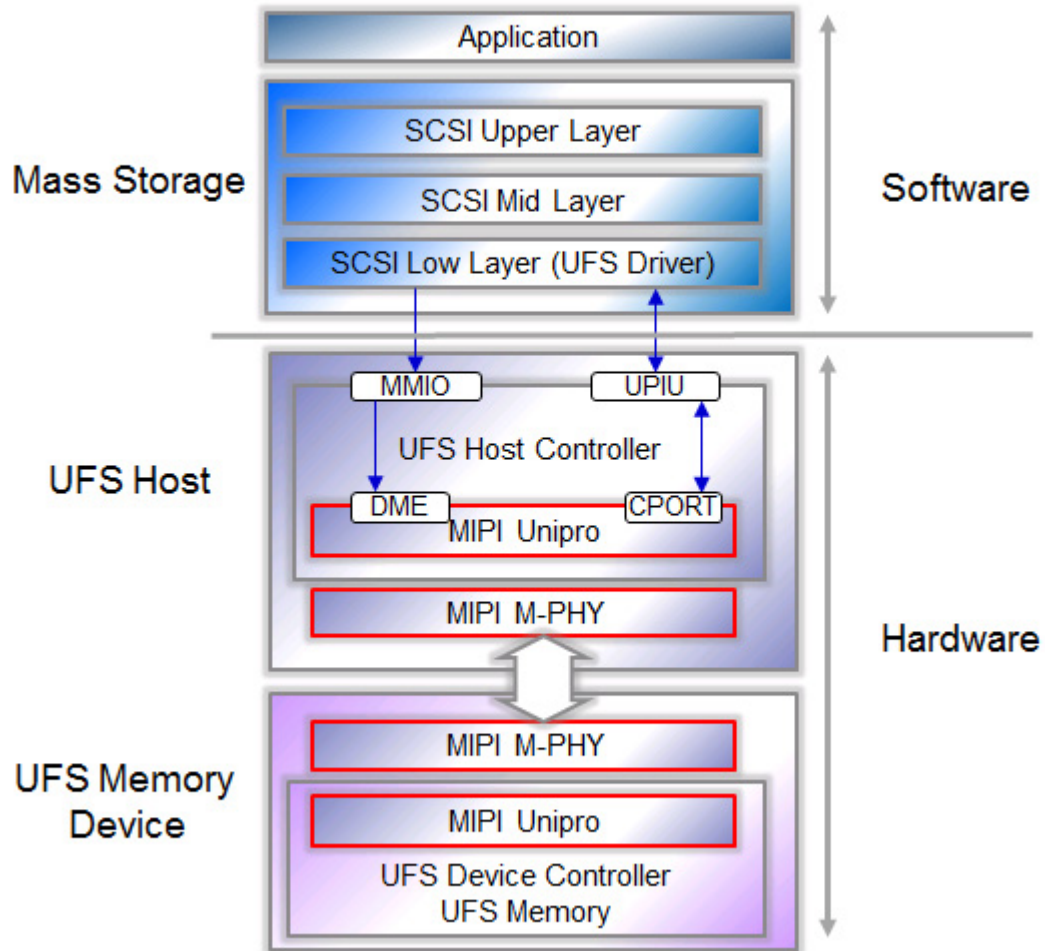 Application
SCSI Upper Layer
Mass Storage
SCSI Mid Layer
Software
SCSI Low Layer (UFS Driver)
MMIO
UPIU
UFS Host Controller
UFS Host
DME
CPORT
MIPI Unipro
MIPI M-PHY
Hardware
MIPI M-PHY
UFS Memory
Device
MIPI Unipro
UFS Device Controller
UFS Memory